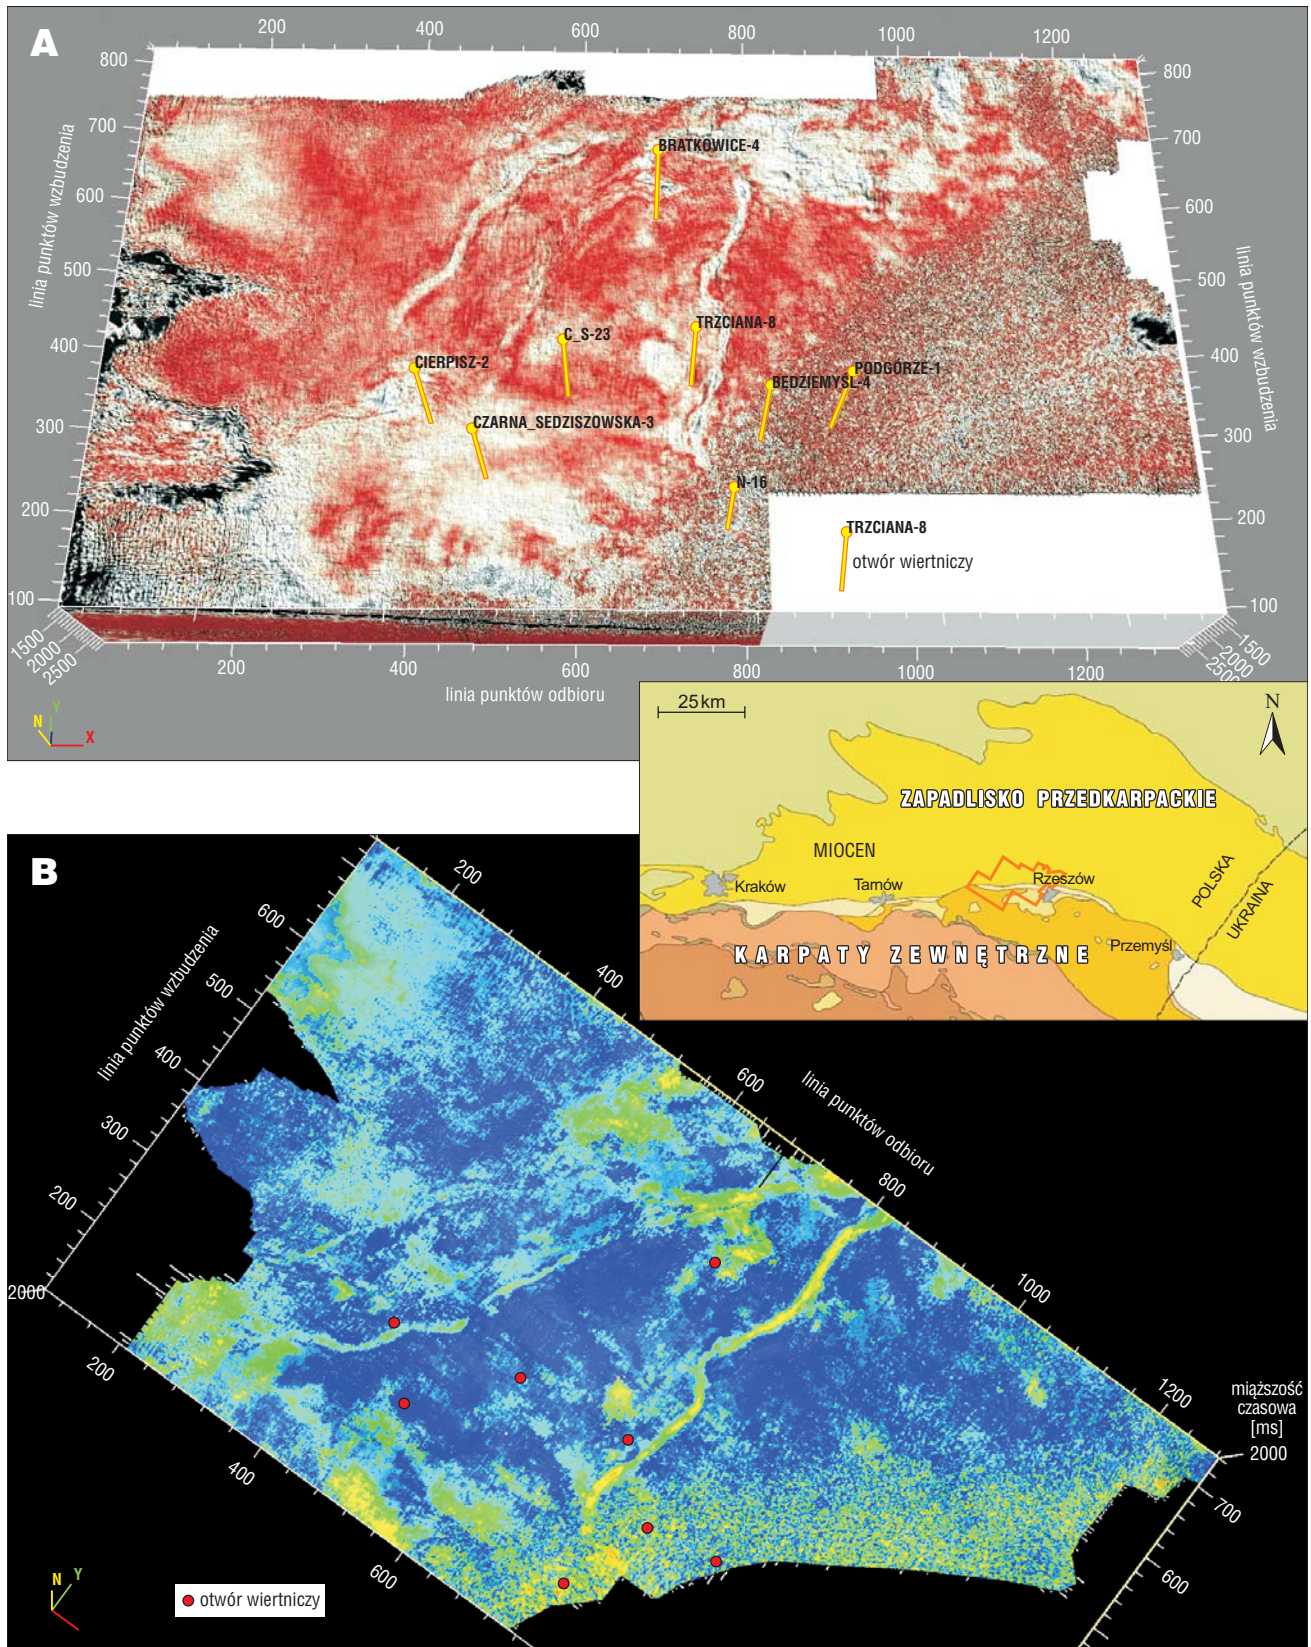 A
200
400
600
800
1000
1200
800
700
600
500
400
300
200
100
linia punktów wzbudzenia
800
700
600
500
400
300
200
100
linia punktów wzbudzenia
BRATKOWICE-4
TRZCIANA-8
C_S-23
CIERPISZ-2
PODGÓRZE-1
BĘDZIEMYSL-4
CZARNA_SEDZISZOWSKA-3
N-16
TRZCIANA-8
otwór wiertniczy
1500
2000
2500
1500
2000
200
400
600
800
1000
1200
linia punktów odbioru
N
Y
X
25 km
N
ZAPADLISKO PRZEDKARPACKIE
MIOCEN
Kraków
Tarnów
Rzeszów
POLSKA
UKRAINA
Przemyśl
KARPATY ZEWNĘTRZNE
B
200
400
600
800
1000
1200
linia punktów odbioru
600
500
400
300
200
linia punktów wzbudzenia
2000
200
400
600
miąższość
czasowa
[ms]
2000
700
600
N
Y
otwór wiertniczy